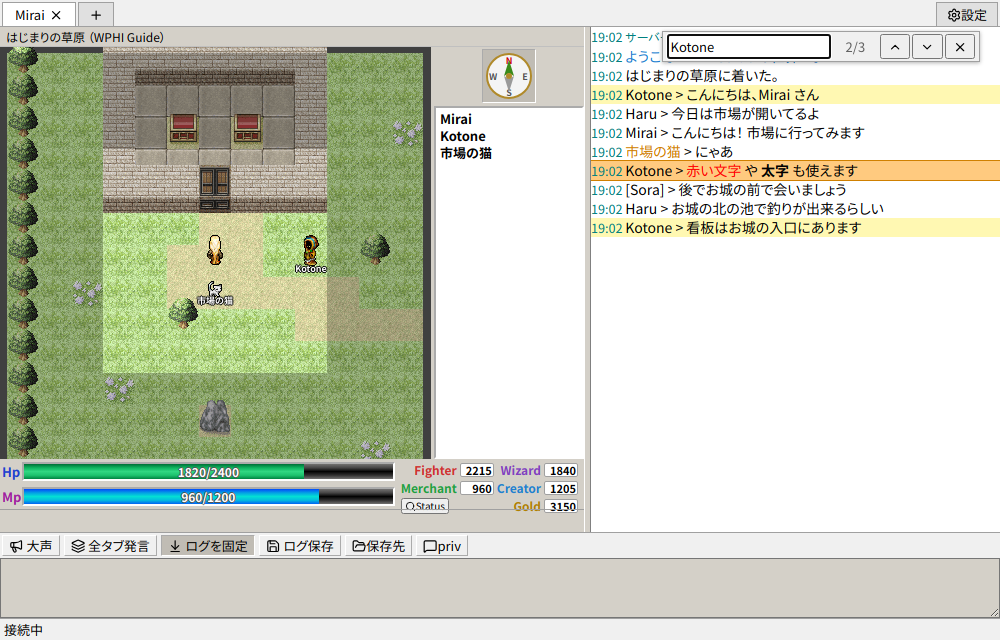 Mirai
設定
はじまりの草原 (WPHI Guide)
N
W E
S
Mirai
Kotone
市場の猫
Kotone
市場の猫
Hp 1820/2400
Mp 960/1200
Fighter 2215 Wizard 1840
Merchant 960 Creator 1205
Status Gold 3150
Kotone 2/3
19:02 サーバ
19:02 ようこ
19:02 はじまりの草原に着いた。
19:02 Kotone > こんにちは、Mirai さん
19:02 Haru > 今日は市場が開いてるよ
19:02 Mirai > こんにちは! 市場に行ってみます
19:02 市場の猫 > にゃあ
19:02 Kotone > 赤い文字 や 太字 も使えます
19:02 [Sora] > 後でお城の前で会いましょう
19:02 Haru > お城の北の池で釣りが出来るらしい
19:02 Kotone > 看板はお城の入口にあります
大声 全タブ発言 ログを固定 ログ保存 保存先 priv
接続中